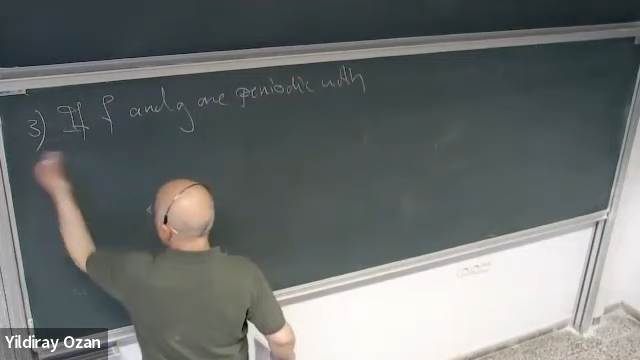 3) If f and g are periodic with
Yildiray Ozan